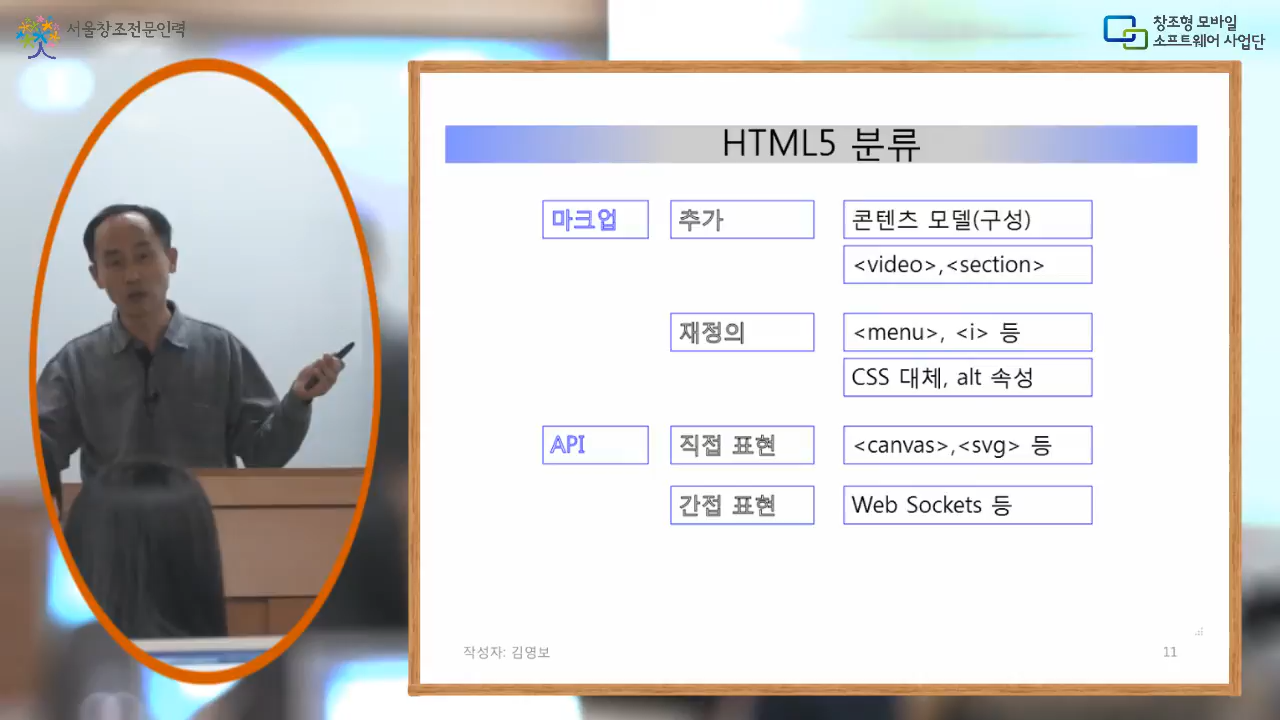 서울창조전문인력
창조형 모바일
소프트웨어 사업단
HTML5 분류
마크업 추가 콘텐츠 모델(구성)
<video>,<section>
재정의 <menu>, <i> 등
CSS 대체, alt 속성
API 직접 표현 <canvas>,<svg> 등
간접 표현 Web Sockets 등
작성자: 김영보 11